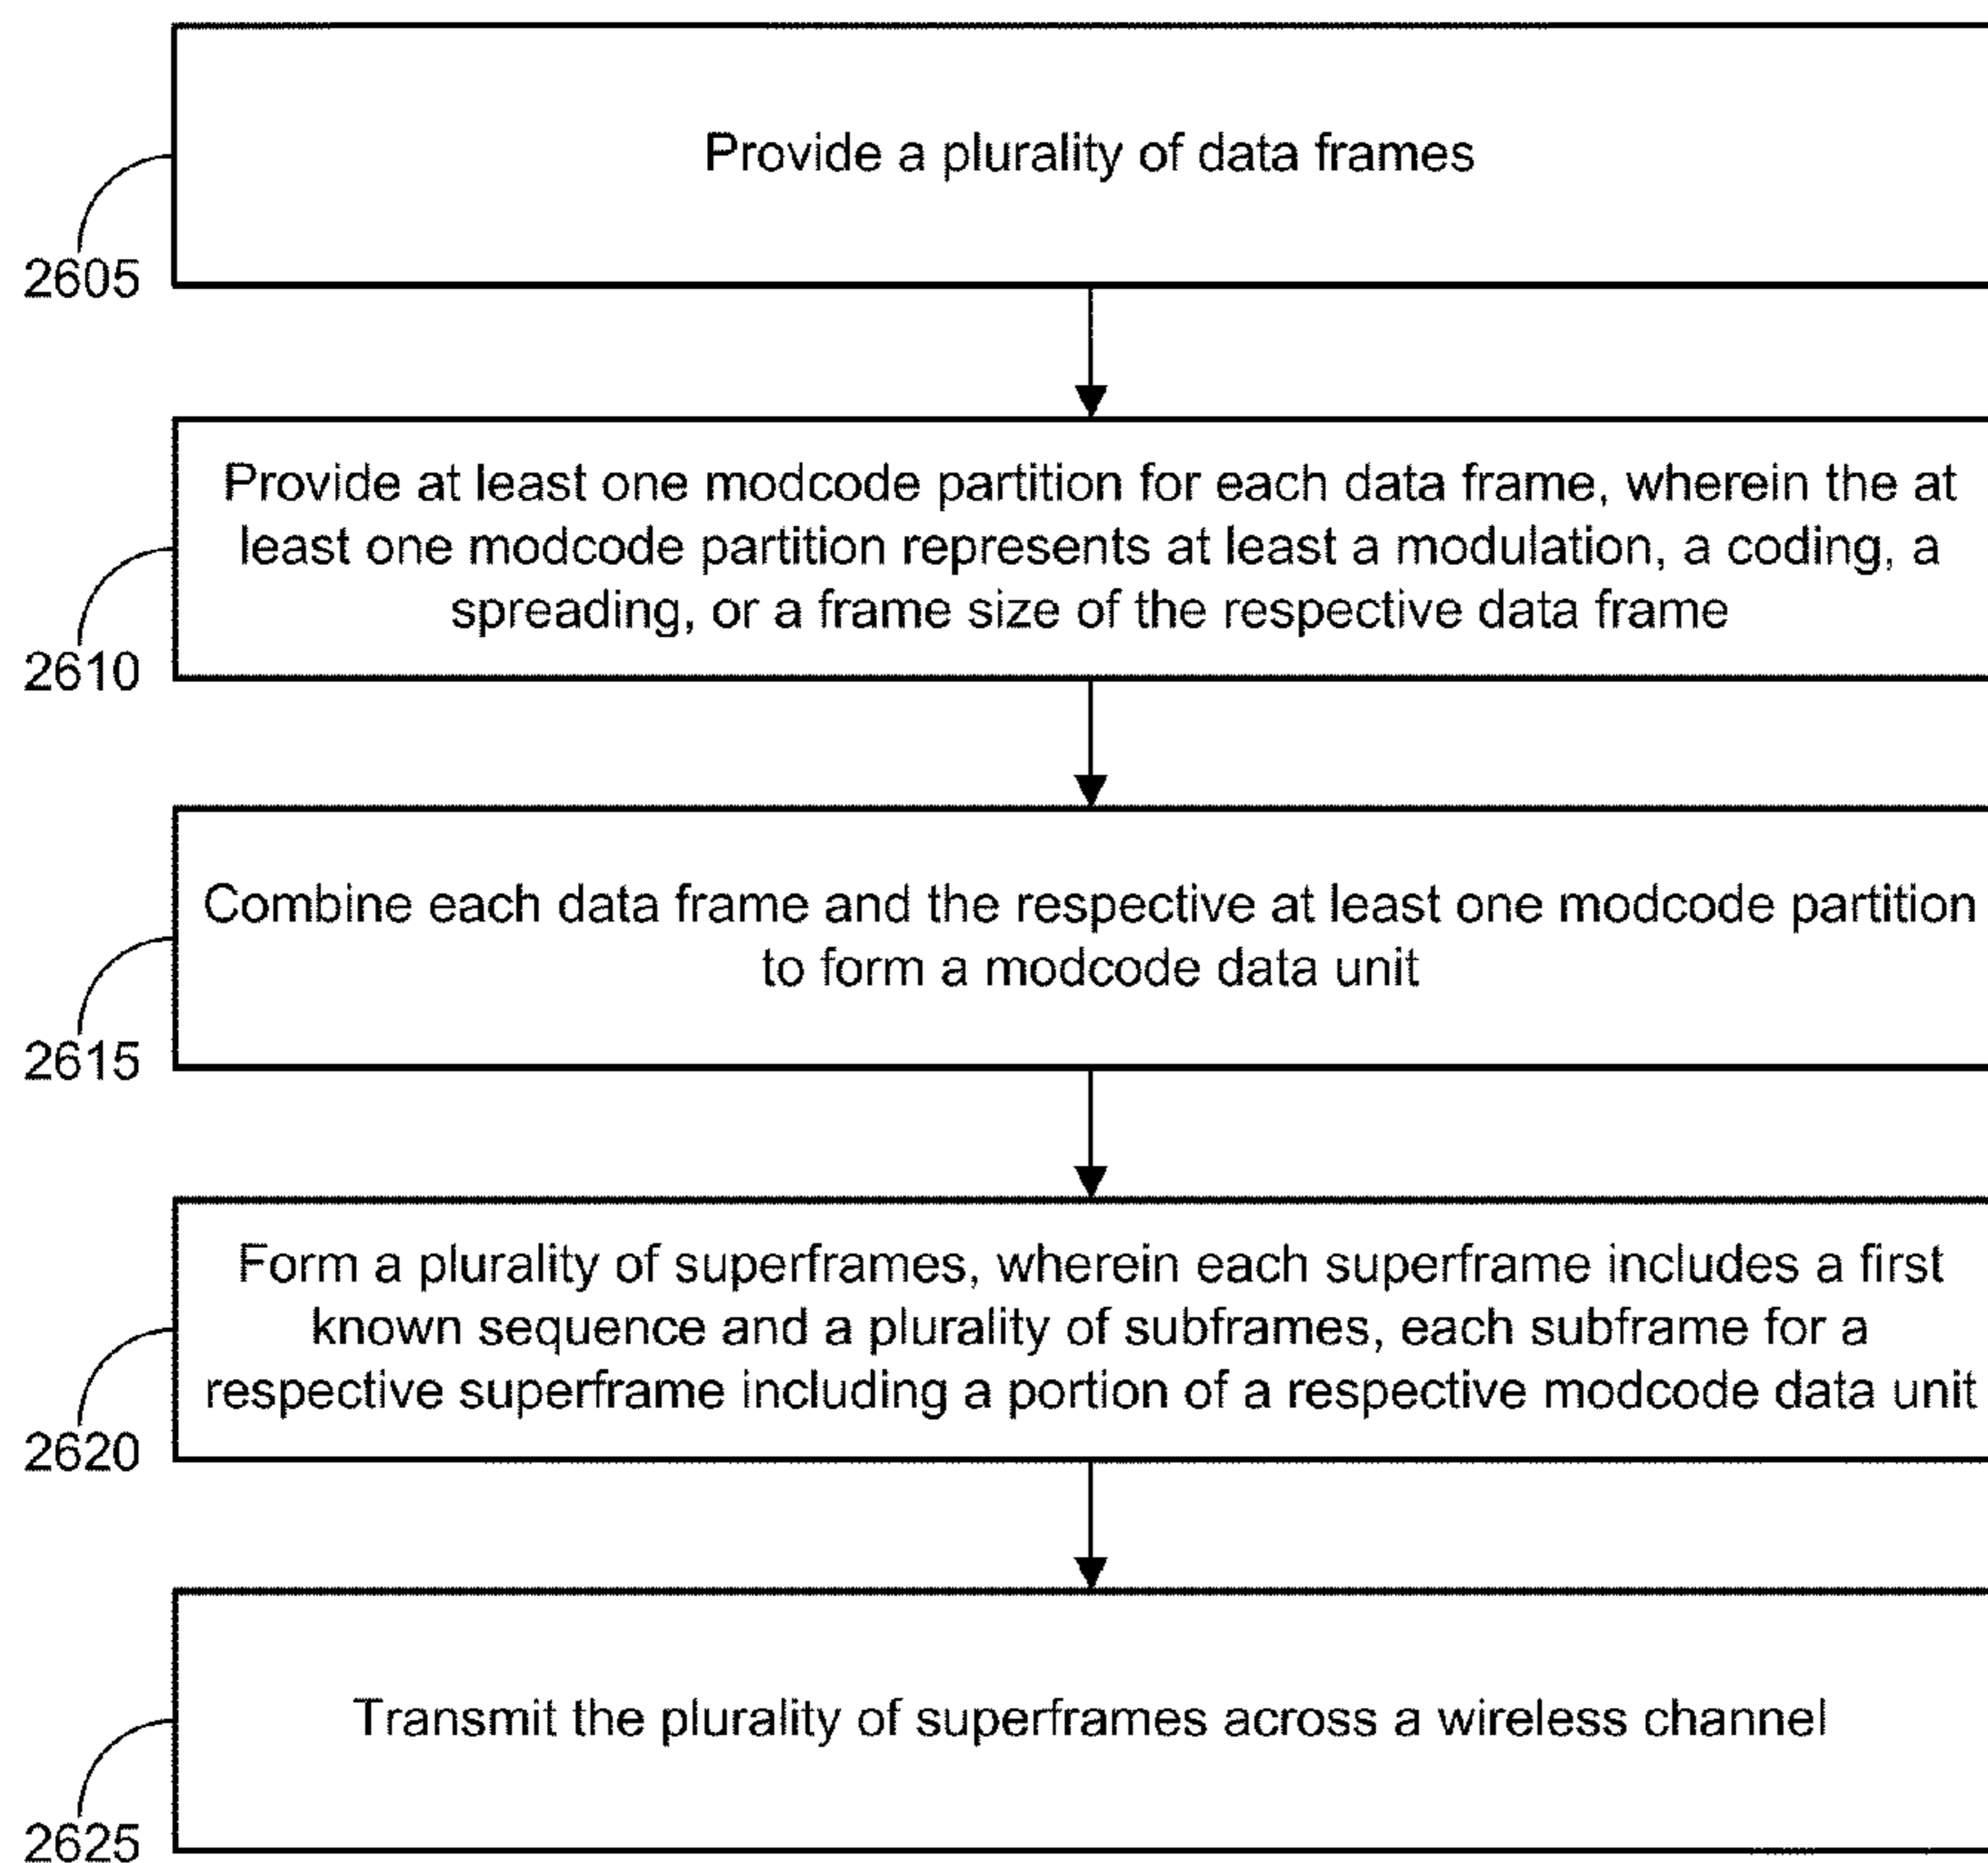 Provide a plurality of data frames
2605
Provide at least one modcode partition for each data frame, wherein the at
least one modcode partition represents at least a modulation, a coding, a
spreading, or a frame size of the respective data frame
2610
Combine each data frame and the respective at least one modcode partition
to form a modcode data unit
2615
Form a plurality of superframes, wherein each superframe includes a first
known sequence and a plurality of subframes, each subframe for a
respective superframe including a portion of a respective modcode data unit
2620
Transmit the plurality of superframes across a wireless channel
2625